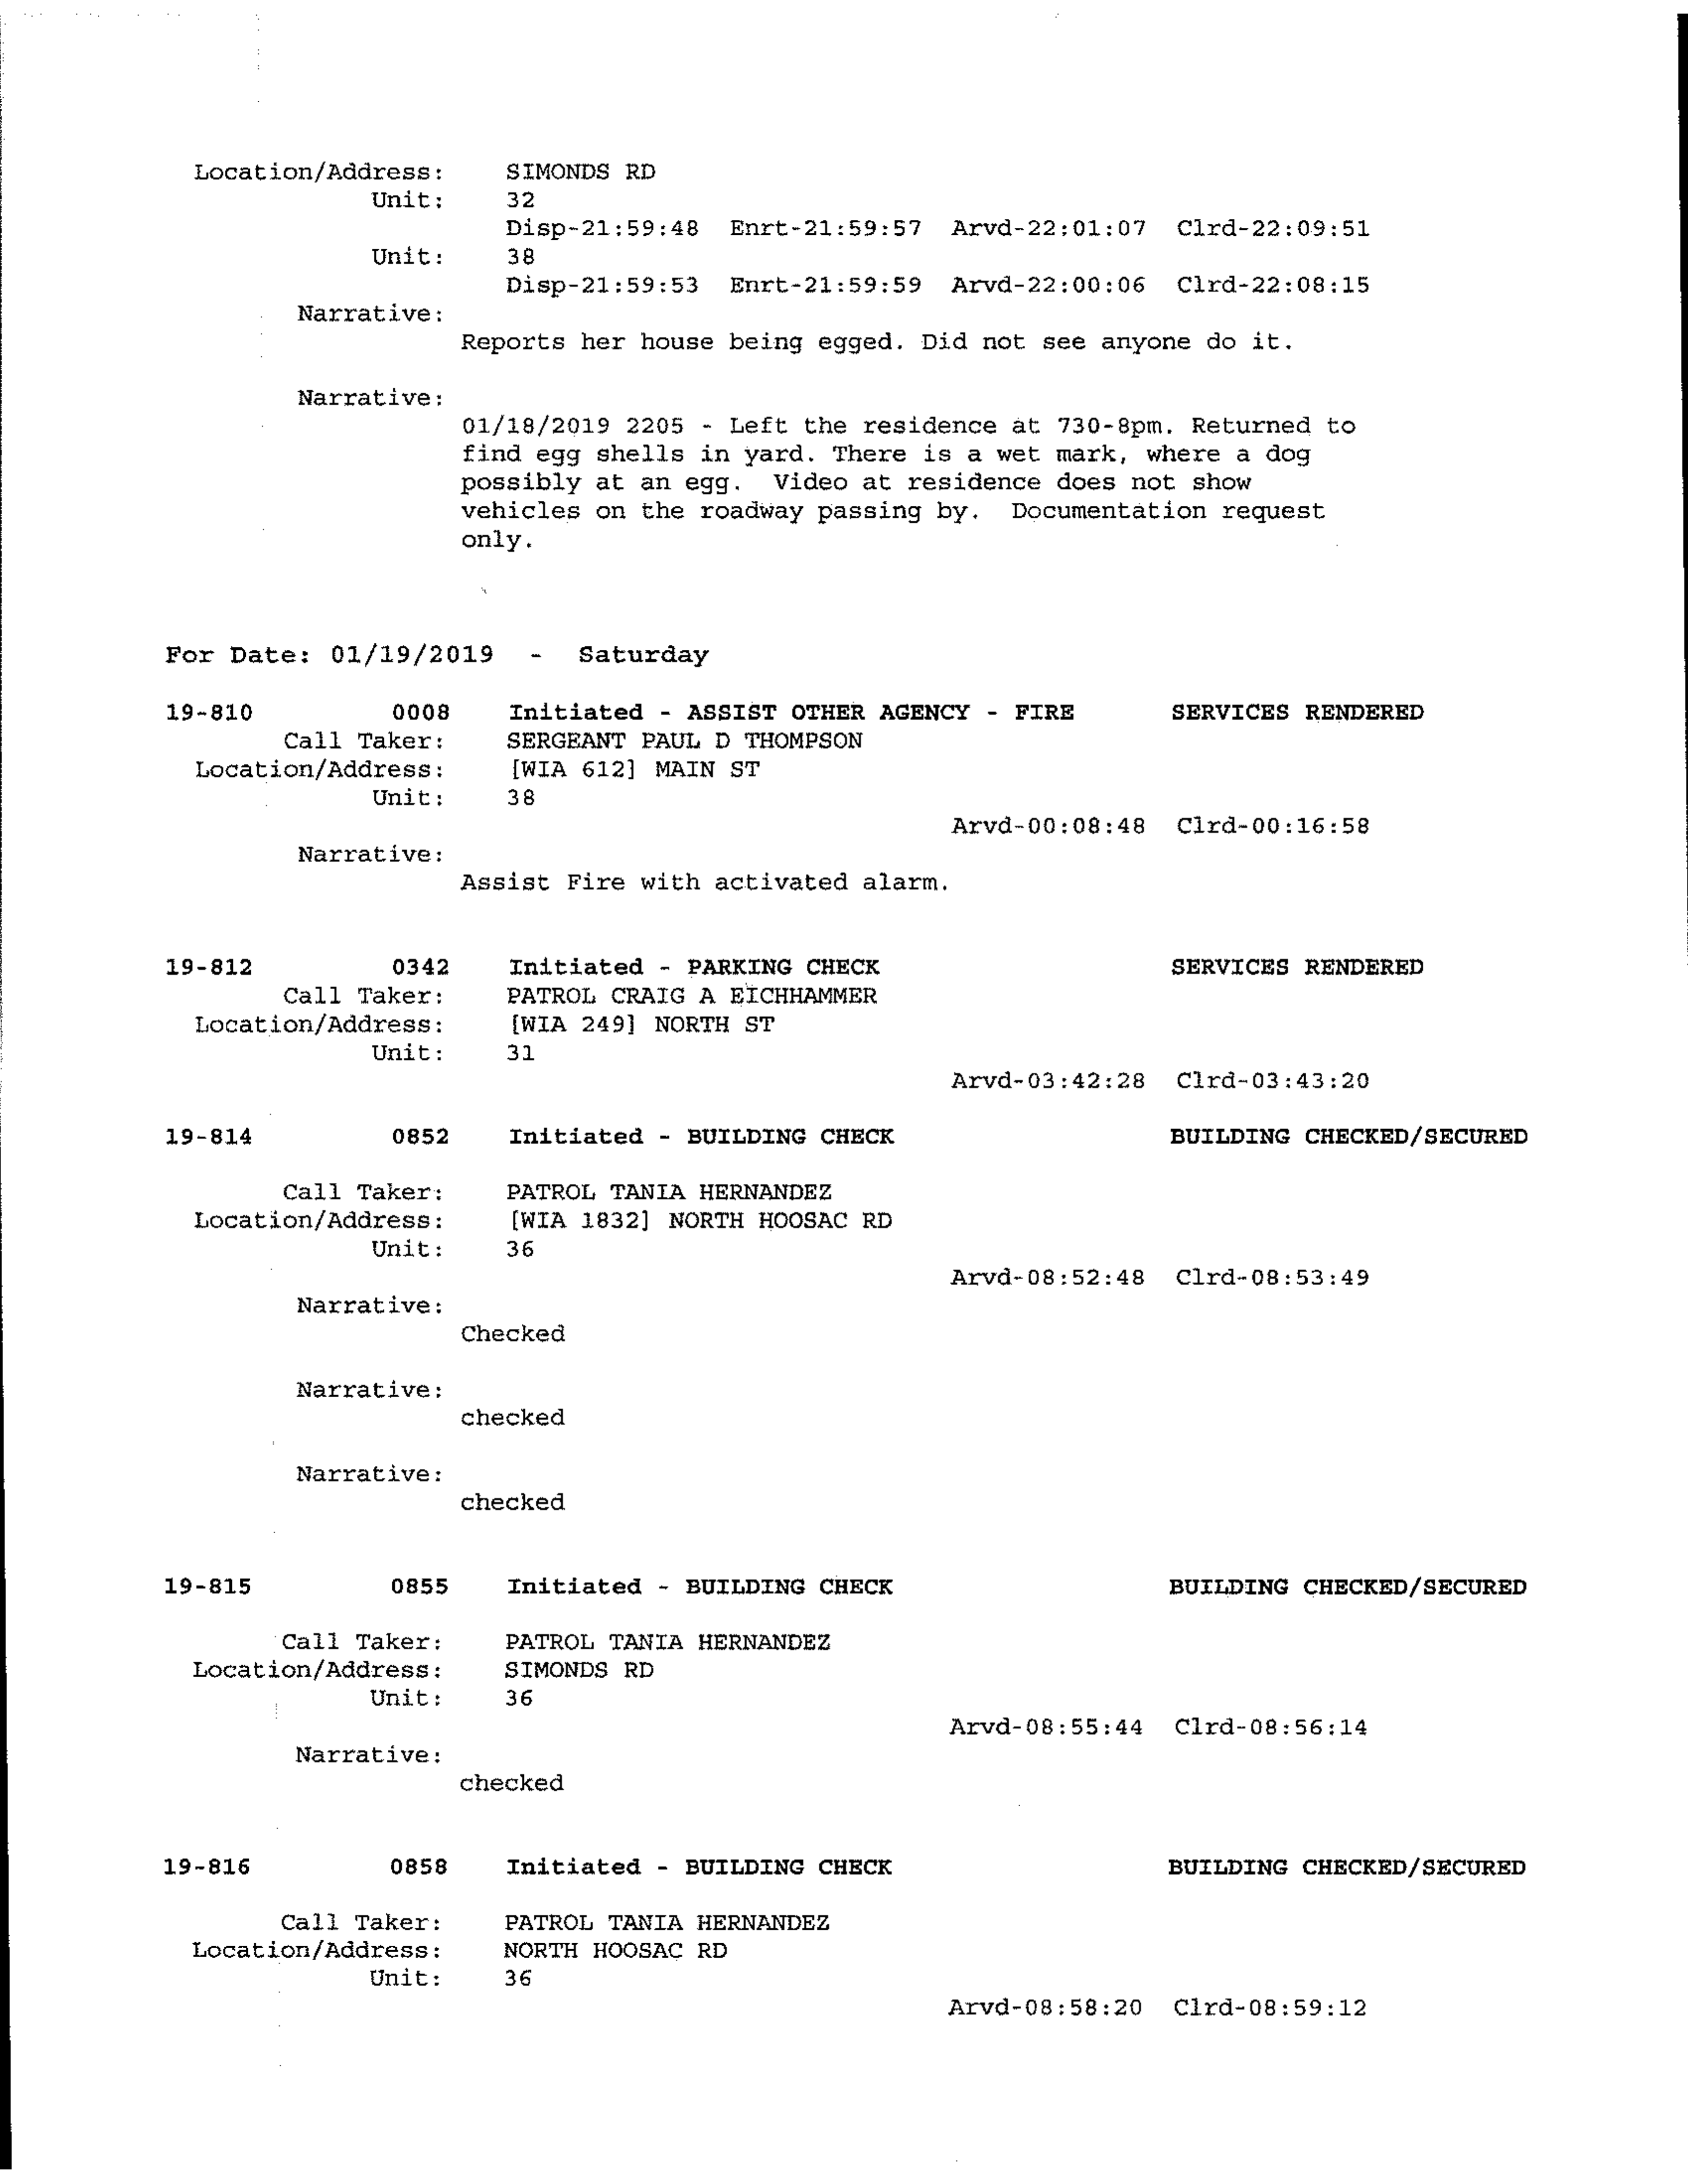 Location/Address: SIMONDS RD
Unit: 32
Disp-21:59:48 Enrt-21:59:57 Arvd-22:01:07 Clrd-22:09:51
Unit: 38
Disp-21:59:53 Enrt-21:59:59 Arvd-22:00:06 Clrd-22:08:15
Narrative:
Reports her house being egged. Did not see anyone do it.
Narrative:
01/18/2019 2205 - Left the residence at 730-8pm. Returned to
find egg shells in yard. There is a wet mark, where a dog
possibly at an egg. Video at residence does not show
vehicles on the roadway passing by. Documentation request
only.
For Date: 01/19/2019 - Saturday
19-810 0008 Initiated - ASSIST OTHER AGENCY - FIRE SERVICES RENDERED
Call Taker: SERGEANT PAUL D THOMPSON
Location/Address: [WIA 612] MAIN ST
Unit: 38
Arvd-00:08:48 Clrd-00:16:58
Narrative:
Assist Fire with activated alarm.
19-812 0342 Initiated - PARKING CHECK SERVICES RENDERED
Call Taker: PATROL CRAIG A EICHHAMMER
Location/Address: [WIA 249] NORTH ST
Unit: 31
Arvd-03:42:28 Clrd-03:43:20
19-814 0852 Initiated - BUILDING CHECK BUILDING CHECKED/SECURED
Call Taker: PATROL TANIA HERNANDEZ
Location/Address: [WIA 1832] NORTH HOOSAC RD
Unit: 36
Arvd-08:52:48 Clrd-08:53:49
Narrative:
Checked
Narrative:
checked
Narrative:
checked
19-815 0855 Initiated - BUILDING CHECK BUILDING CHECKED/SECURED
Call Taker: PATROL TANIA HERNANDEZ
Location/Address: SIMONDS RD
Unit: 36
Arvd-08:55:44 Clrd-08:56:14
Narrative:
checked
19-816 0858 Initiated - BUILDING CHECK BUILDING CHECKED/SECURED
Call Taker: PATROL TANIA HERNANDEZ
Location/Address: NORTH HOOSAC RD
Unit: 36
Arvd-08:58:20 Clrd-08:59:12